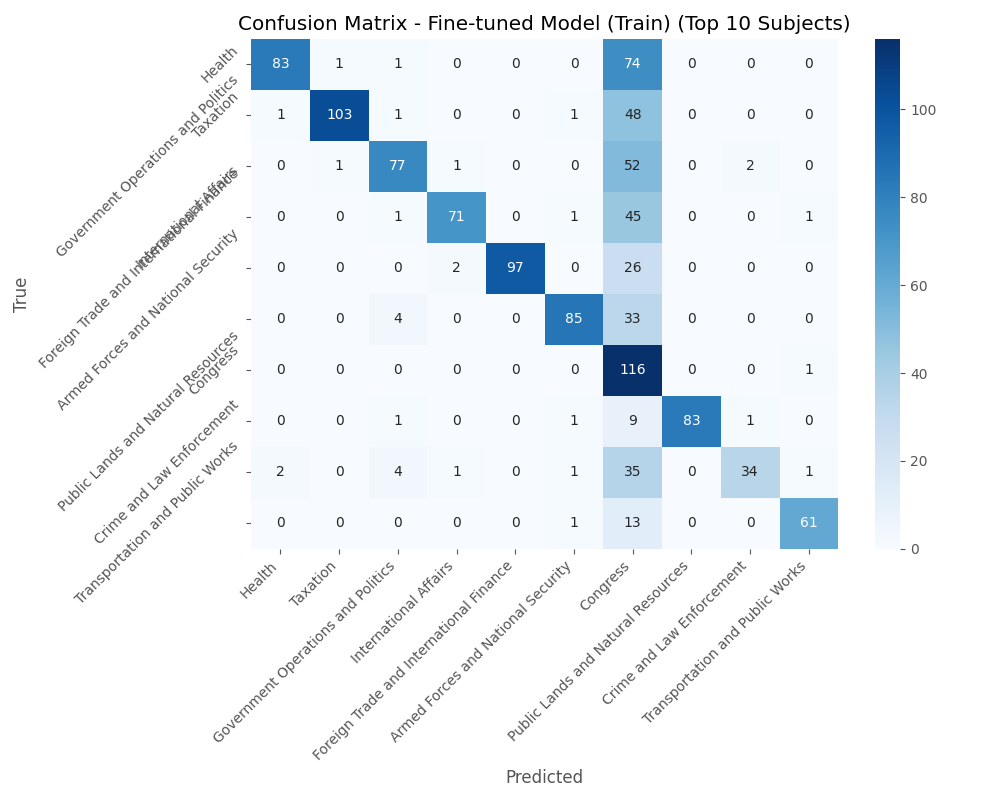 Confusion Matrix - Fine-tuned Model (Train) (Top 10 Subjects)
True
Health
Taxation
Government Operations and Politics
International Affairs
Foreign Trade and International Finance
Armed Forces and National Security
Congress
Public Lands and Natural Resources
Crime and Law Enforcement
Transportation and Public Works
83 1 1 0 0 0 74 0 0 0
1 103 1 0 0 1 48 0 0 0
0 1 77 1 0 0 52 0 2 0
0 0 1 71 0 1 45 0 0 1
0 0 0 2 97 0 26 0 0 0
0 0 4 0 0 85 33 0 0 0
0 0 0 0 0 0 116 0 0 1
0 0 1 0 0 1 9 83 1 0
2 0 4 1 0 1 35 0 34 1
0 0 0 0 0 1 13 0 0 61
Health
Taxation
Government Operations and Politics
International Affairs
Foreign Trade and International Finance
Armed Forces and National Security
Congress
Public Lands and Natural Resources
Crime and Law Enforcement
Transportation and Public Works
Predicted
100
80
60
40
20
0